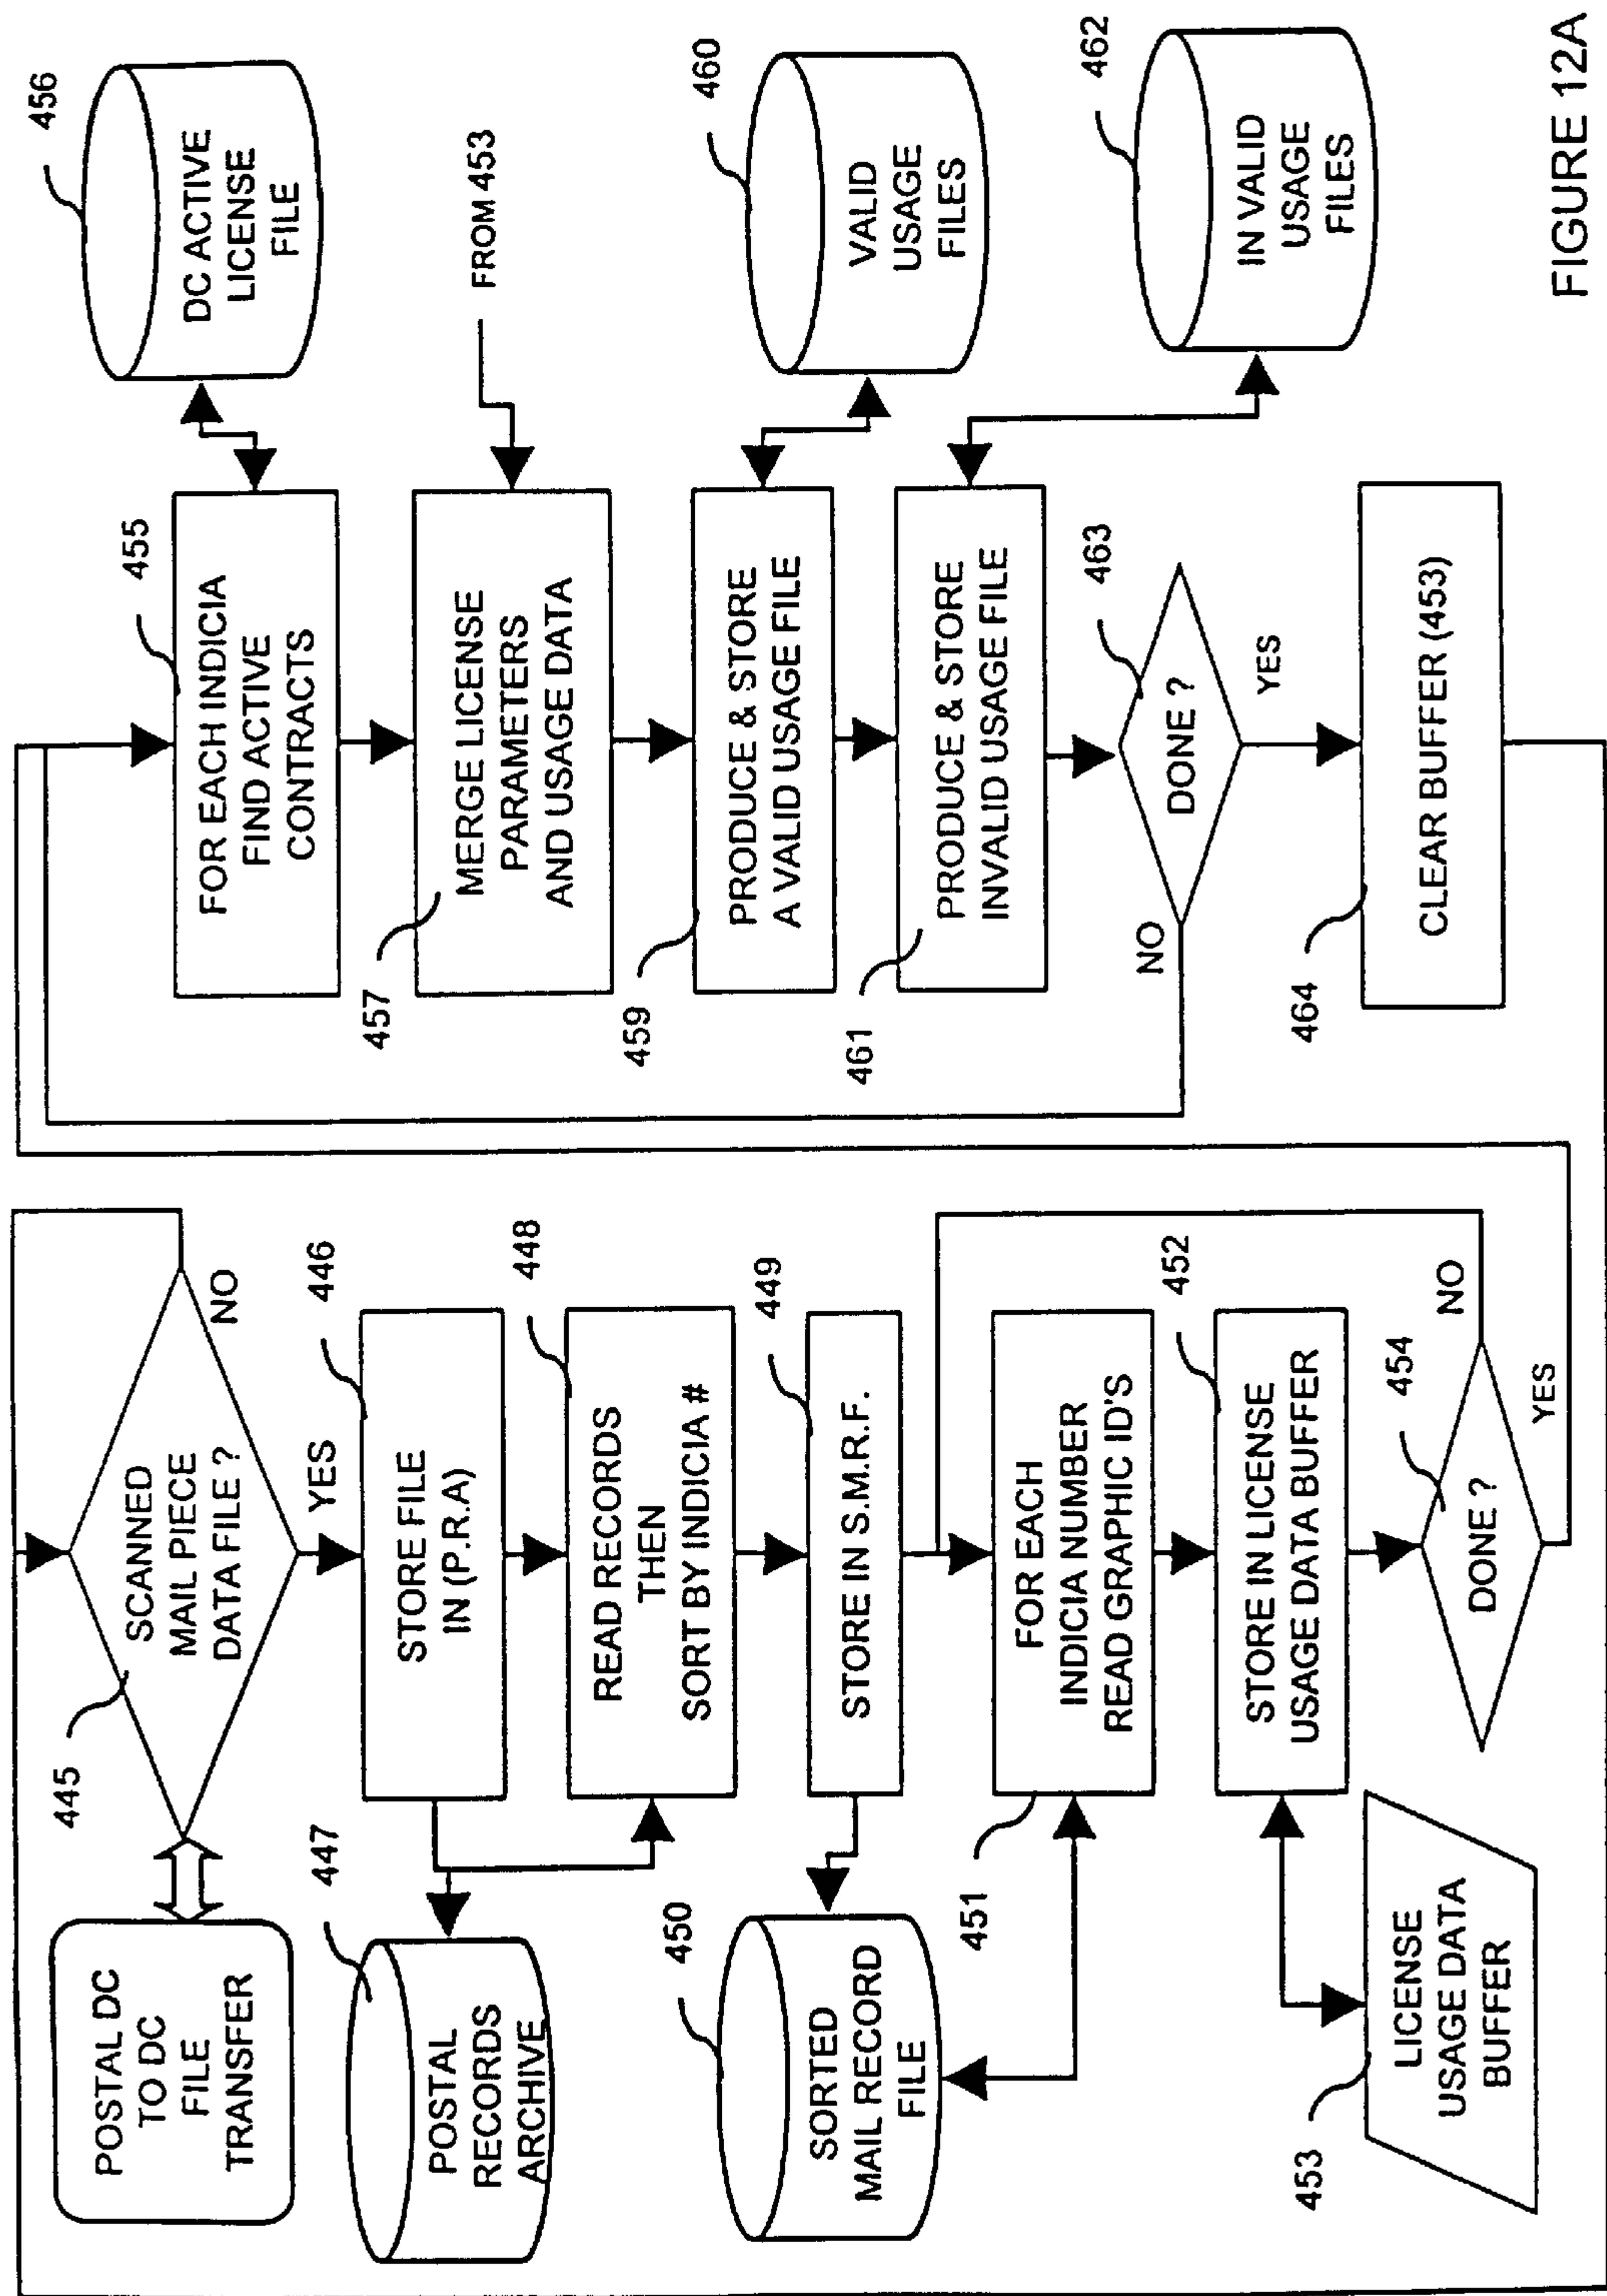 POSTAL DC
TO DC
FILE
TRANSFER
445
SCANNED
MAIL PIECE
DATA FILE ?
NO
YES
446
STORE FILE
IN (P.R.A)
447
POSTAL
RECORDS
ARCHIVE
448
READ RECORDS
THEN
SORT BY INDICIA #
449
STORE IN S.M.R.F.
450
SORTED
MAIL RECORD
FILE
451
FOR EACH
INDICIA NUMBER
READ GRAPHIC ID'S
452
STORE IN LICENSE
USAGE DATA BUFFER
453
LICENSE
USAGE DATA
BUFFER
454
DONE ?
NO
YES
455
FOR EACH INDICIA
FIND ACTIVE
CONTRACTS
456
DC ACTIVE
LICENSE
FILE
457
MERGE LICENSE
PARAMETERS
AND USAGE DATA
FROM 453
459
PRODUCE & STORE
A VALID USAGE FILE
460
VALID
USAGE
FILES
461
PRODUCE & STORE
INVALID USAGE FILE
462
IN VALID
USAGE
FILES
463
DONE ?
NO
YES
464
CLEAR BUFFER (453)
FIGURE 12A